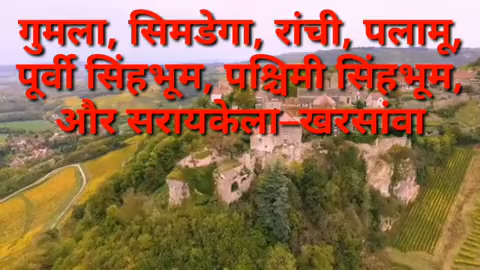 गुमला, सिमडेगा, रांची, पलामू,
पूर्वी सिंहभूम, पश्चिमी सिंहभूम,
और सरायकेला–खरसांवा